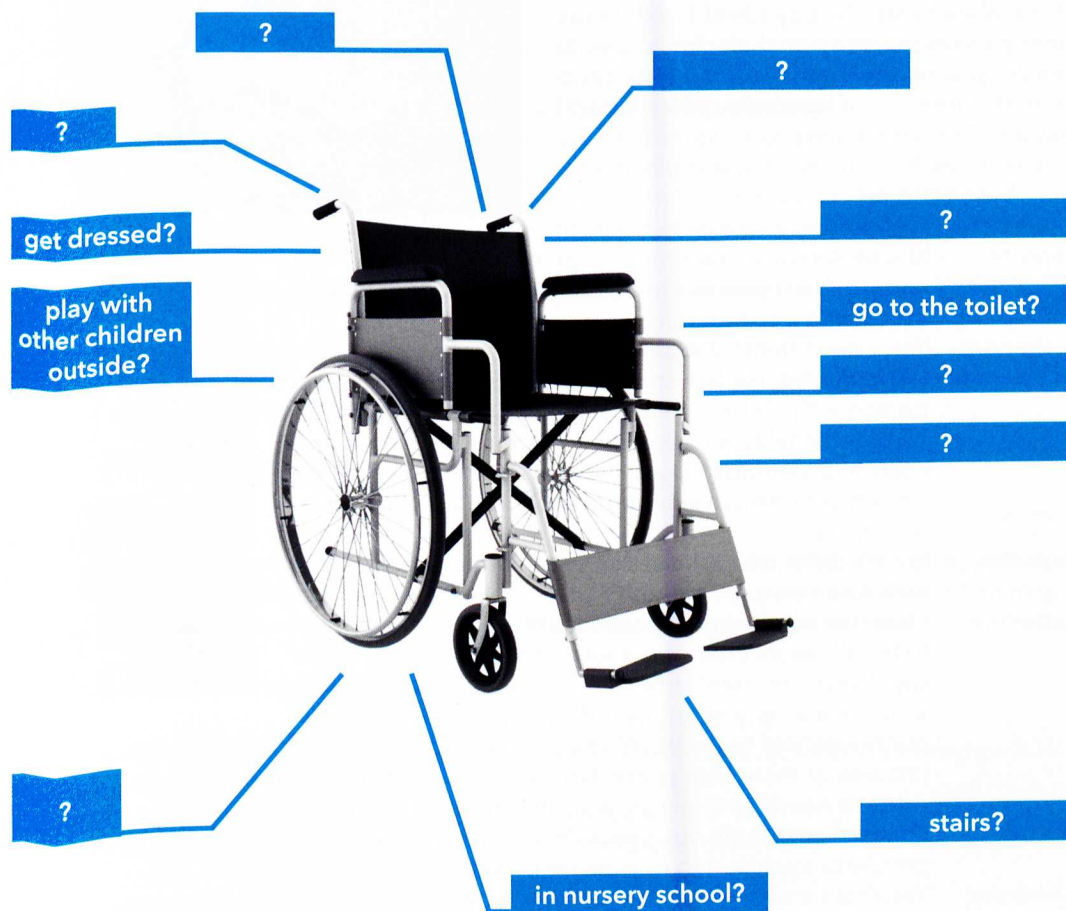 ?
?
?
?
get dressed?
play with
other children
outside?
go to the toilet?
?
?
?
stairs?
in nursery school?